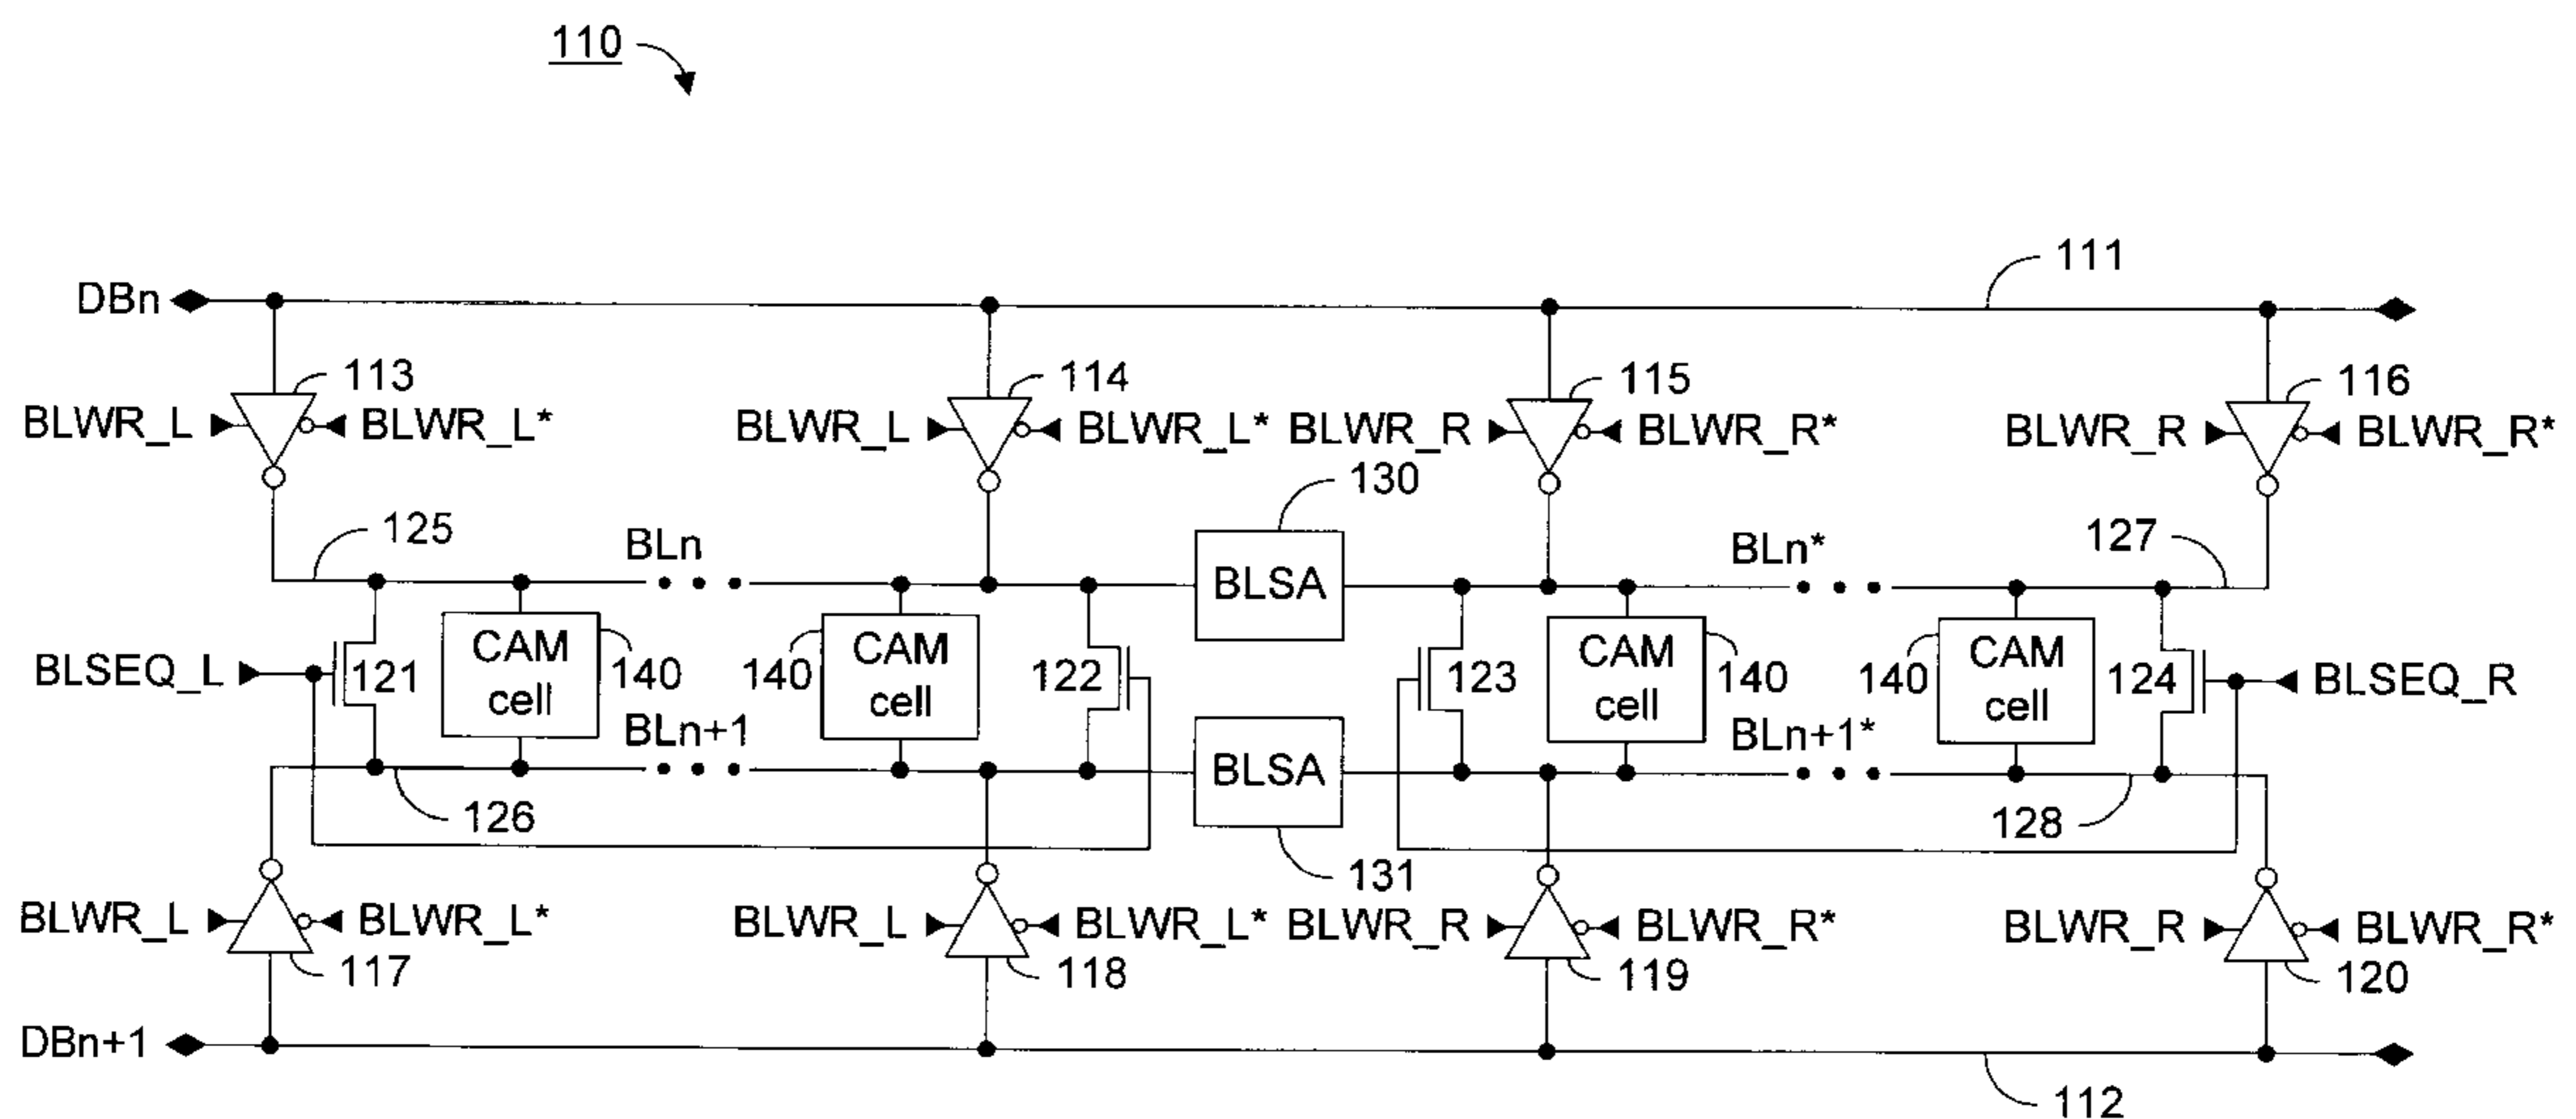 110
111
DBn
113
114
115
116
BLWR_L
BLWR_L*
BLWR_L
BLWR_L*
BLWR_R
BLWR_R*
BLWR_R
BLWR_R*
130
125
BLn
BLn*
127
BLSA
BLSEQ_L
121
CAM
cell
140
140
CAM
cell
122
123
CAM
cell
140
140
CAM
cell
124
BLSEQ_R
BLn+1
BLn+1*
BLSA
126
128
131
BLWR_L
BLWR_L*
BLWR_L
BLWR_L*
BLWR_R
BLWR_R*
BLWR_R
BLWR_R*
117
118
119
120
DBn+1
112